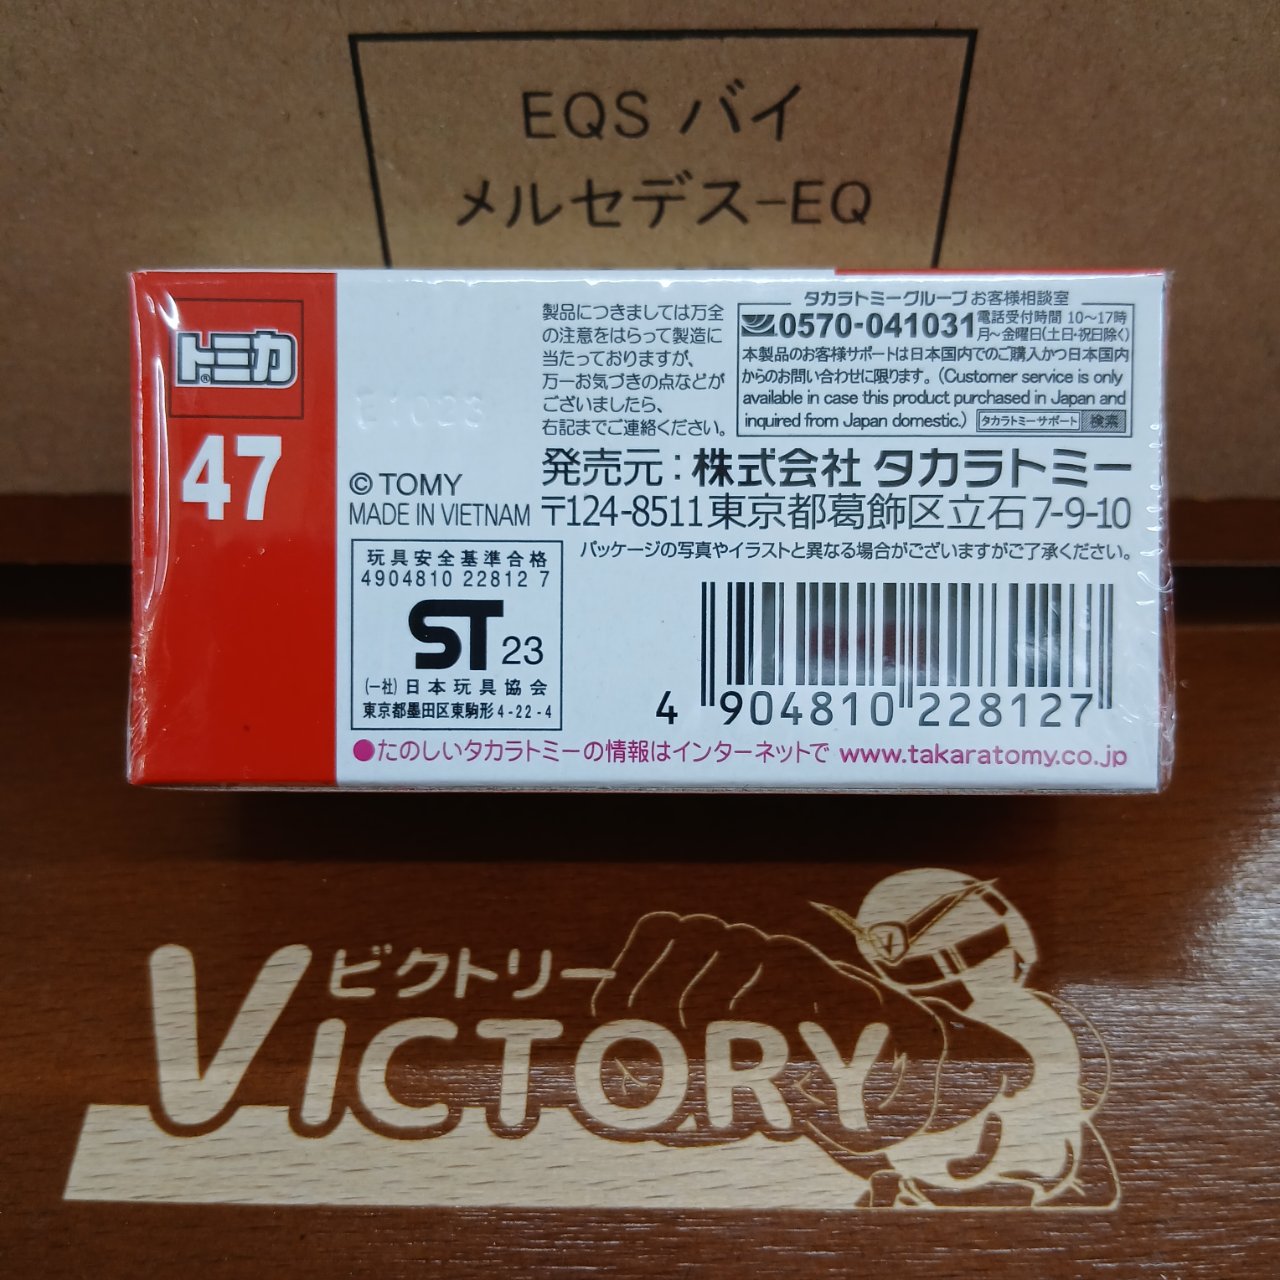 EQS バイ
メルセデス-EQ
トミカ®
47
E1023
© TOMY
MADE IN VIETNAM
製品につきましては万全
の注意をはらって製造に
当たっておりますが、
万一お気づきの点などが
ございましたら、
右記までご連絡ください。
タカラトミーグループ お客様相談室
0570-041031 電話受付時間 10〜17時
月〜金曜日(土日・祝日除く)
本製品のお客様サポートは日本国内でのご購入かつ日本国内
からのお問い合わせに限ります。(Customer service is only
available in case this product purchased in Japan and
inquired from Japan domestic.) タカラトミーサポート 検索
発売元：株式会社 タカラトミー
〒124-8511 東京都葛飾区立石 7-9-10
パッケージの写真やイラストと異なる場合がございますがご了承ください。
玩具安全基準合格
4904810 22812 7
ST 23
(一社)日本玩具協会
東京都墨田区東駒形 4-22-4
4 904810 228127
●たのしいタカラトミーの情報はインターネットで www.takaratomy.co.jp
ビクトリー
VICTORY